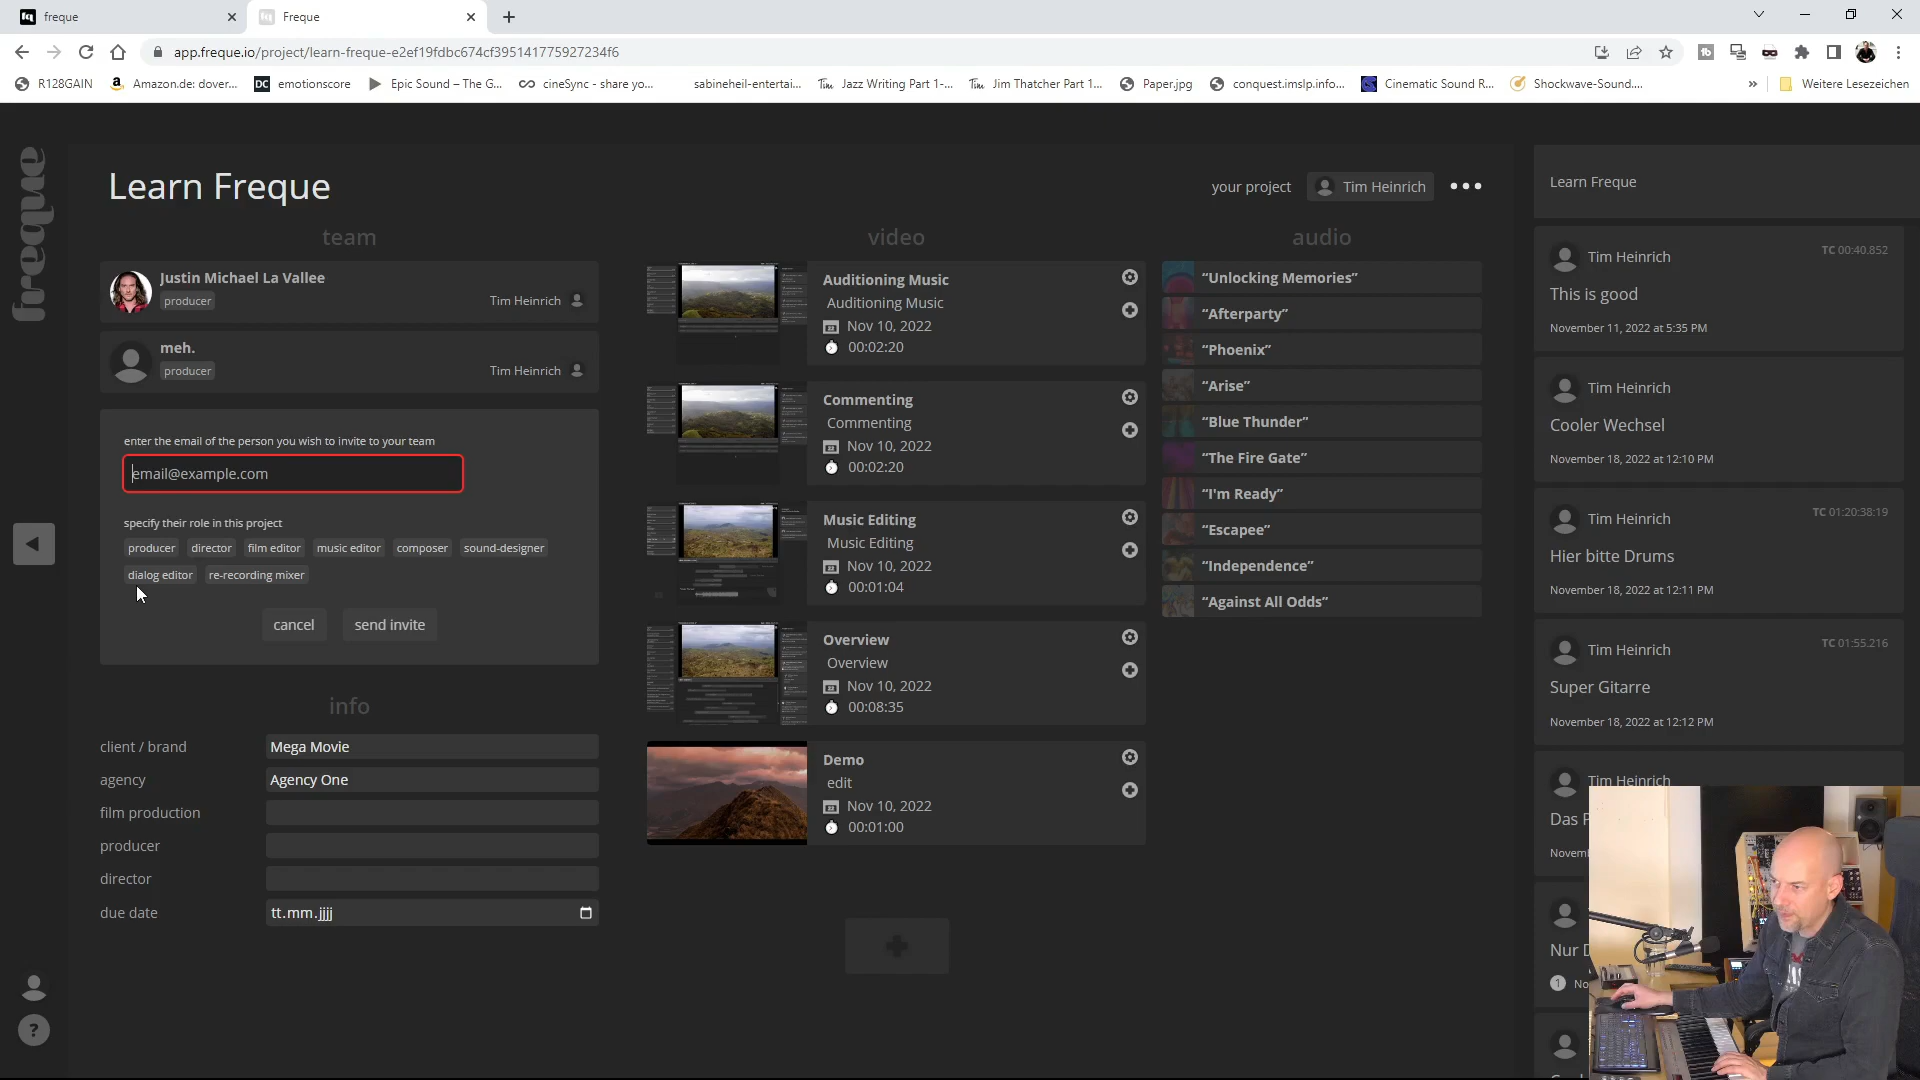 freque
Freque
app.freque.io/project/learn-freque-e2ef19fdbc674cf395141775927234f6
R128GAIN
Amazon.de: dover...
DC emotionscore
Epic Sound – The G...
cineSync - share yo...
sabineheil-entertai...
Tim Jazz Writing Part 1-...
Tim Jim Thatcher Part 1...
Paper.jpg
conquest.imslp.info...
Cinematic Sound R...
Shockwave-Sound....
»
Weitere Lesezeichen
freque
Learn Freque
your project
Tim Heinrich
team
Justin Michael La Vallee
producer
Tim Heinrich
meh.
producer
Tim Heinrich
enter the email of the person you wish to invite to your team
email@example.com
specify their role in this project
producer director film editor music editor composer sound-designer
dialog editor re-recording mixer
cancel send invite
info
client / brand Mega Movie
agency Agency One
film production
producer
director
due date tt.mm.jjjj
video
Auditioning Music
Auditioning Music
Nov 10, 2022
00:02:20
Commenting
Commenting
Nov 10, 2022
00:02:20
Music Editing
Music Editing
Nov 10, 2022
00:01:04
Overview
Overview
Nov 10, 2022
00:08:35
Demo
edit
Nov 10, 2022
00:01:00
audio
“Unlocking Memories”
“Afterparty”
“Phoenix”
“Arise”
“Blue Thunder”
“The Fire Gate”
“I'm Ready”
“Escapee”
“Independence”
“Against All Odds”
Learn Freque
Tim Heinrich
TC 00:40.852
This is good
November 11, 2022 at 5:35 PM
Tim Heinrich
Cooler Wechsel
November 18, 2022 at 12:10 PM
Tim Heinrich
TC 01:20:38:19
Hier bitte Drums
November 18, 2022 at 12:11 PM
Tim Heinrich
TC 01:55.216
Super Gitarre
November 18, 2022 at 12:12 PM
Tim Heinrich
Das
Nur
1
?